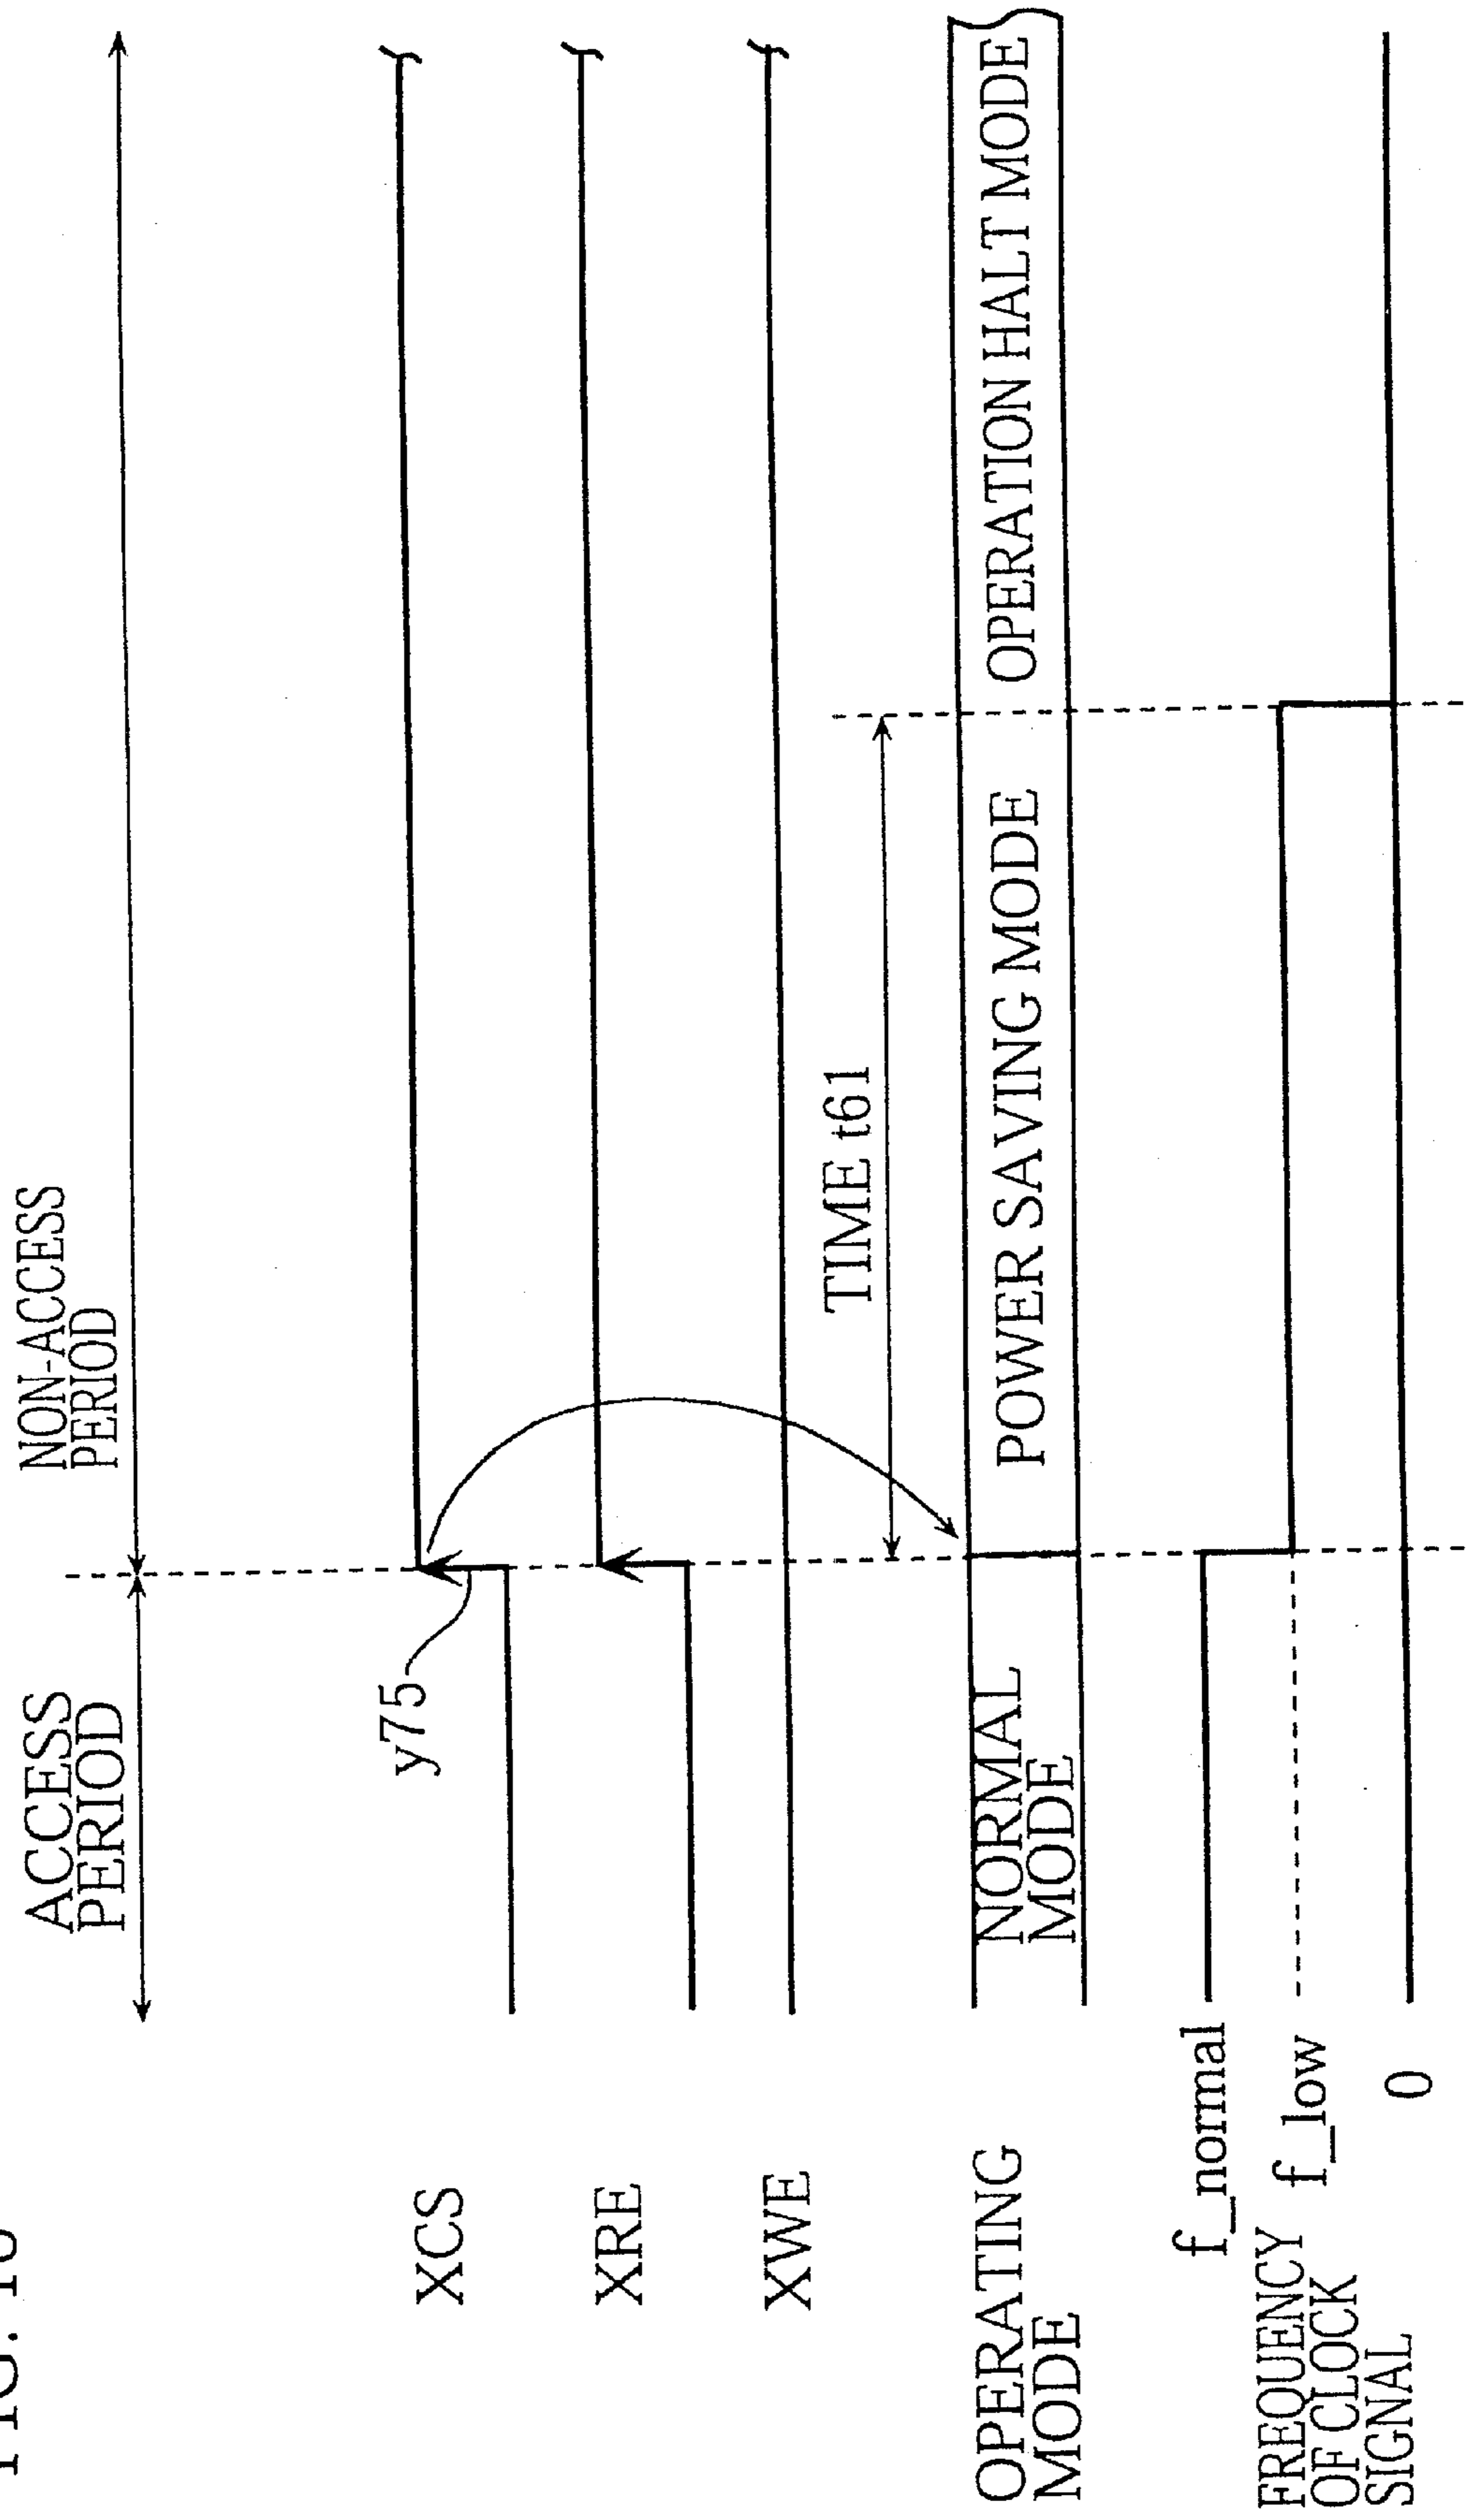 ACCESS
PERIOD
NON-ACCESS
PERIOD
XCS
y75
XRE
XWE
TIME t61
OPERATING
MODE
NORMAL
MODE
POWER SAVING MODE
OPERATION HALT MODE
FREQUENCY
OF CLOCK
SIGNAL
f_normal
f_low
0